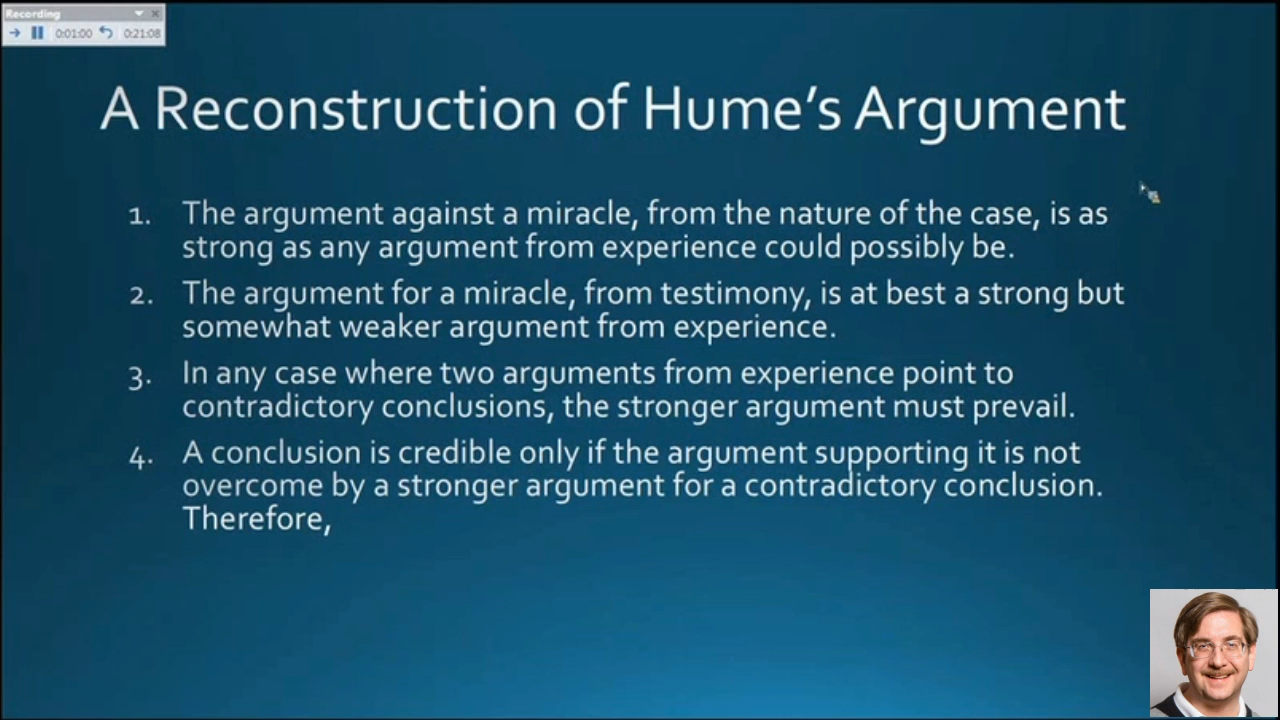 Recording
0:01:00 0:21:08
A Reconstruction of Hume's Argument
1. The argument against a miracle, from the nature of the case, is as
strong as any argument from experience could possibly be.
2. The argument for a miracle, from testimony, is at best a strong but
somewhat weaker argument from experience.
3. In any case where two arguments from experience point to
contradictory conclusions, the stronger argument must prevail.
4. A conclusion is credible only if the argument supporting it is not
overcome by a stronger argument for a contradictory conclusion.
Therefore,